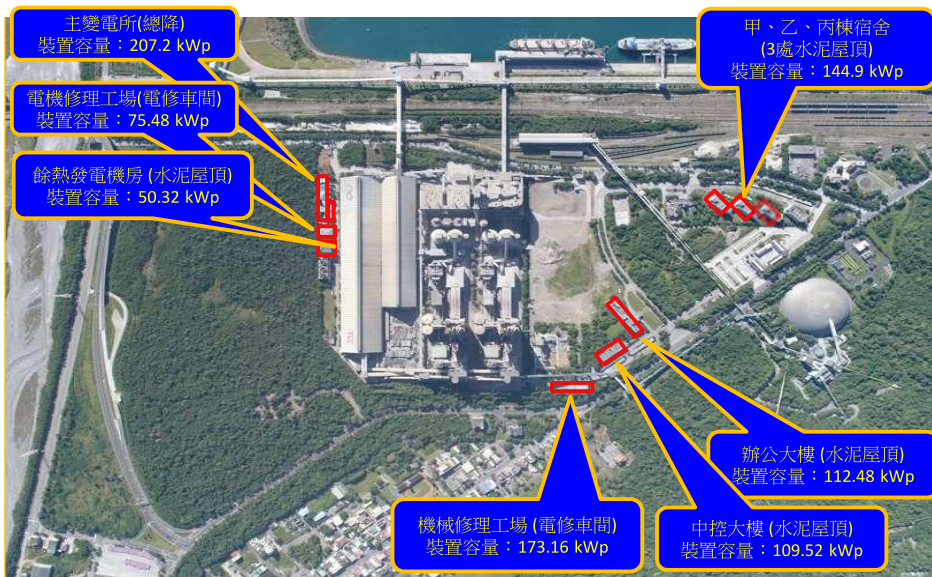 主變電所(總降)
裝置容量：207.2 kWp
電機修理工場(電修車間)
裝置容量：75.48 kWp
餘熱發電機房 (水泥屋頂)
裝置容量：50.32 kWp
甲、乙、丙棟宿舍
(3處水泥屋頂)
裝置容量：144.9 kWp
辦公大樓 (水泥屋頂)
裝置容量：112.48 kWp
中控大樓 (水泥屋頂)
裝置容量：109.52 kWp
機械修理工場 (電修車間)
裝置容量：173.16 kWp